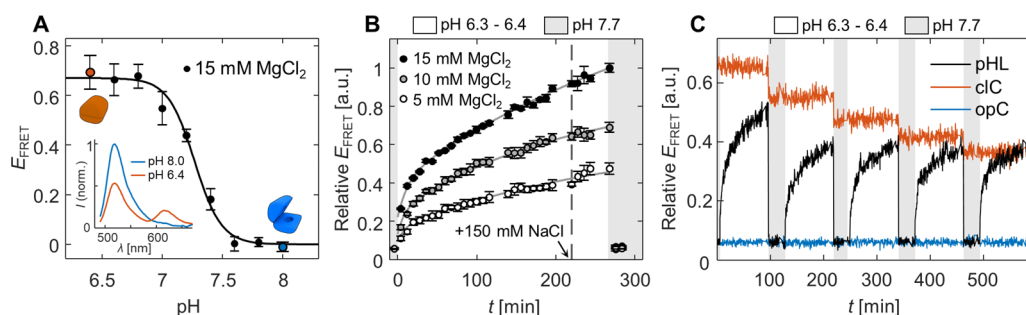 A
15 mM MgCl2
EFRET
0.8
0.6
0.4
0.2
0
6.5
7
7.5
8
pH
I (norm.)
1
0
pH 8.0
pH 6.4
500
600
λ [nm]
B
pH 6.3 - 6.4
pH 7.7
15 mM MgCl2
10 mM MgCl2
5 mM MgCl2
Relative EFRET [a.u.]
1
0.8
0.6
0.4
0.2
0
+150 mM NaCl
0
100
200
300
t [min]
C
pH 6.3 - 6.4
pH 7.7
pHL
clC
opC
Relative EFRET [a.u.]
0.6
0.4
0.2
0
100
200
300
400
500
t [min]